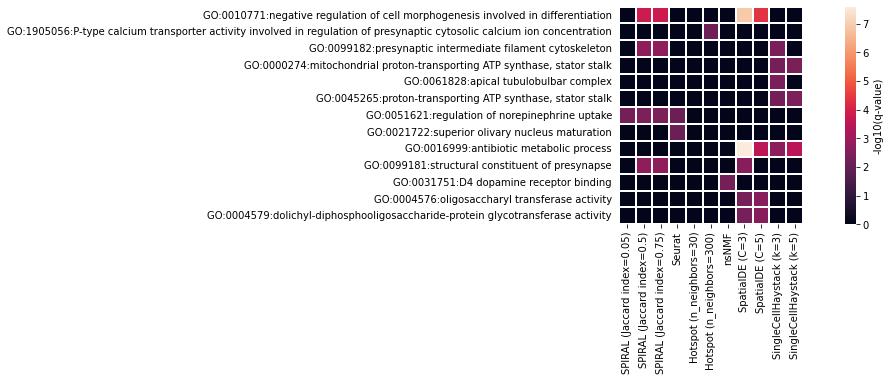 GO:0010771:negative regulation of cell morphogenesis involved in differentiation
GO:1905056:P-type calcium transporter activity involved in regulation of presynaptic cytosolic calcium ion concentration
GO:0099182:presynaptic intermediate filament cytoskeleton
GO:0000274:mitochondrial proton-transporting ATP synthase, stator stalk
GO:0061828:apical tubulobulbar complex
GO:0045265:proton-transporting ATP synthase, stator stalk
GO:0051621:regulation of norepinephrine uptake
GO:0021722:superior olivary nucleus maturation
GO:0016999:antibiotic metabolic process
GO:0099181:structural constituent of presynapse
GO:0031751:D4 dopamine receptor binding
GO:0004576:oligosaccharyl transferase activity
GO:0004579:dolichyl-diphosphooligosaccharide-protein glycotransferase activity
SPIRAL (Jaccard index=0.05)
SPIRAL (Jaccard index=0.5)
SPIRAL (Jaccard index=0.75)
Seurat
Hotspot (n_neighbors=30)
Hotspot (n_neighbors=300)
nsNMF
SpatialDE (C=3)
SpatialDE (C=5)
SingleCellHaystack (k=3)
SingleCellHaystack (k=5)
7
6
5
4
3
2
1
0
-log10(q-value)